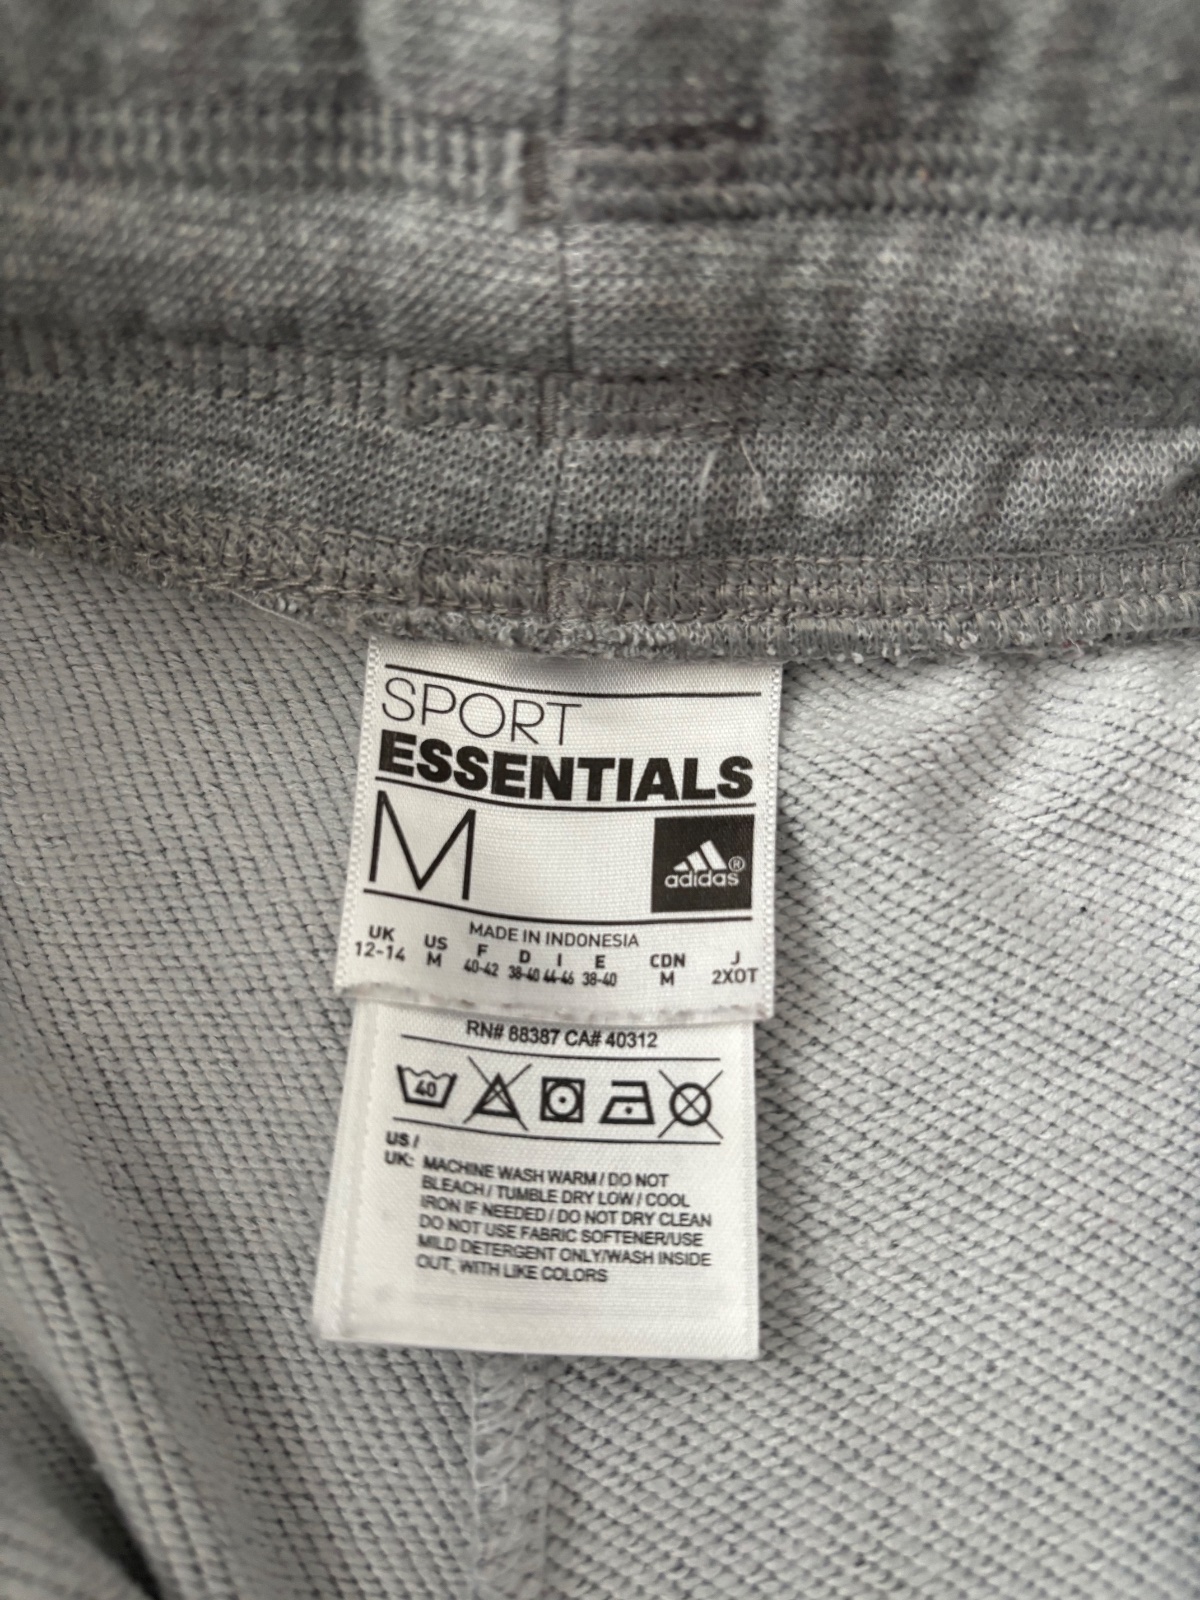 SPORT
ESSENTIALS
M
adidas®
MADE IN INDONESIA
UK US F D I E CDN J
12-14 M 40-42 38-40 44-46 38-40 M 2XOT
RN# 88387 CA# 40312
40
US /
UK: MACHINE WASH WARM / DO NOT
BLEACH / TUMBLE DRY LOW / COOL
IRON IF NEEDED / DO NOT DRY CLEAN
DO NOT USE FABRIC SOFTENER/USE
MILD DETERGENT ONLY/WASH INSIDE
OUT, WITH LIKE COLORS